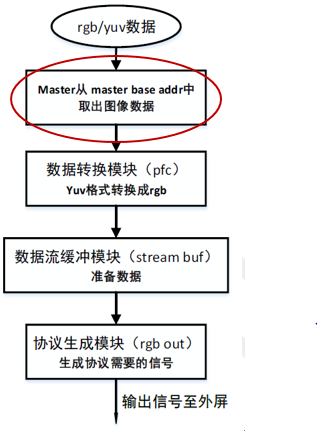 rgb/yuv数据
Master从 master base addr中
取出图像数据
数据转换模块（pfc）
Yuv格式转换成rgb
数据流缓冲模块（stream buf）
准备数据
协议生成模块（rgb out）
生成协议需要的信号
输出信号至外屏